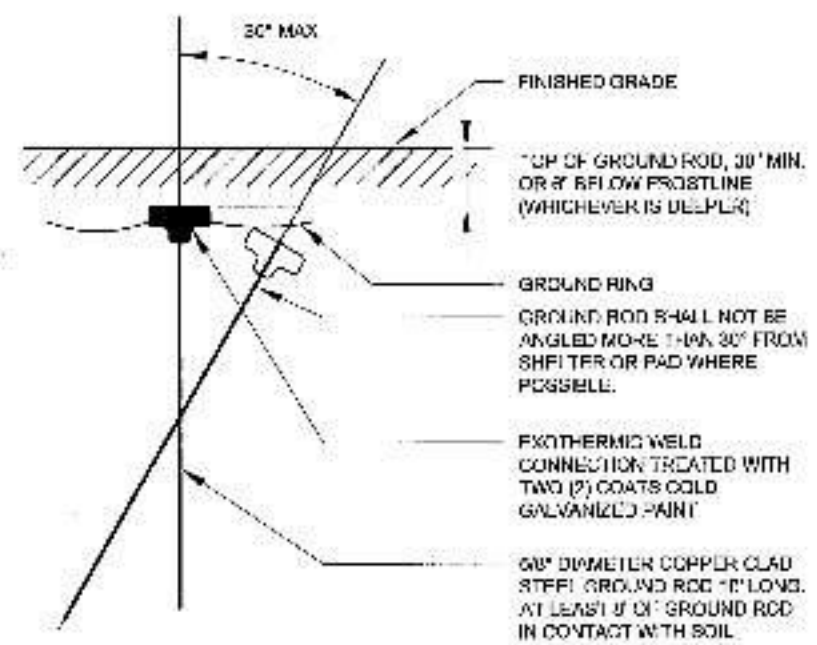 30° MAX
FINISHED GRADE
TOP OF GROUND ROD, 30" MIN.
OR 6" BELOW FROSTLINE
(WHICHEVER IS DEEPER)
GROUND RING
GROUND ROD SHALL NOT BE
ANGLED MORE THAN 30° FROM
SHELTER OR PAD WHERE
POSSIBLE.
EXOTHERMIC WELD
CONNECTION TREATED WITH
TWO (2) COATS COLD
GALVANIZED PAINT
5/8" DIAMETER COPPER CLAD
STEEL GROUND ROD LONG.
AT LEAST 8' OF GROUND ROD
IN CONTACT WITH SOIL